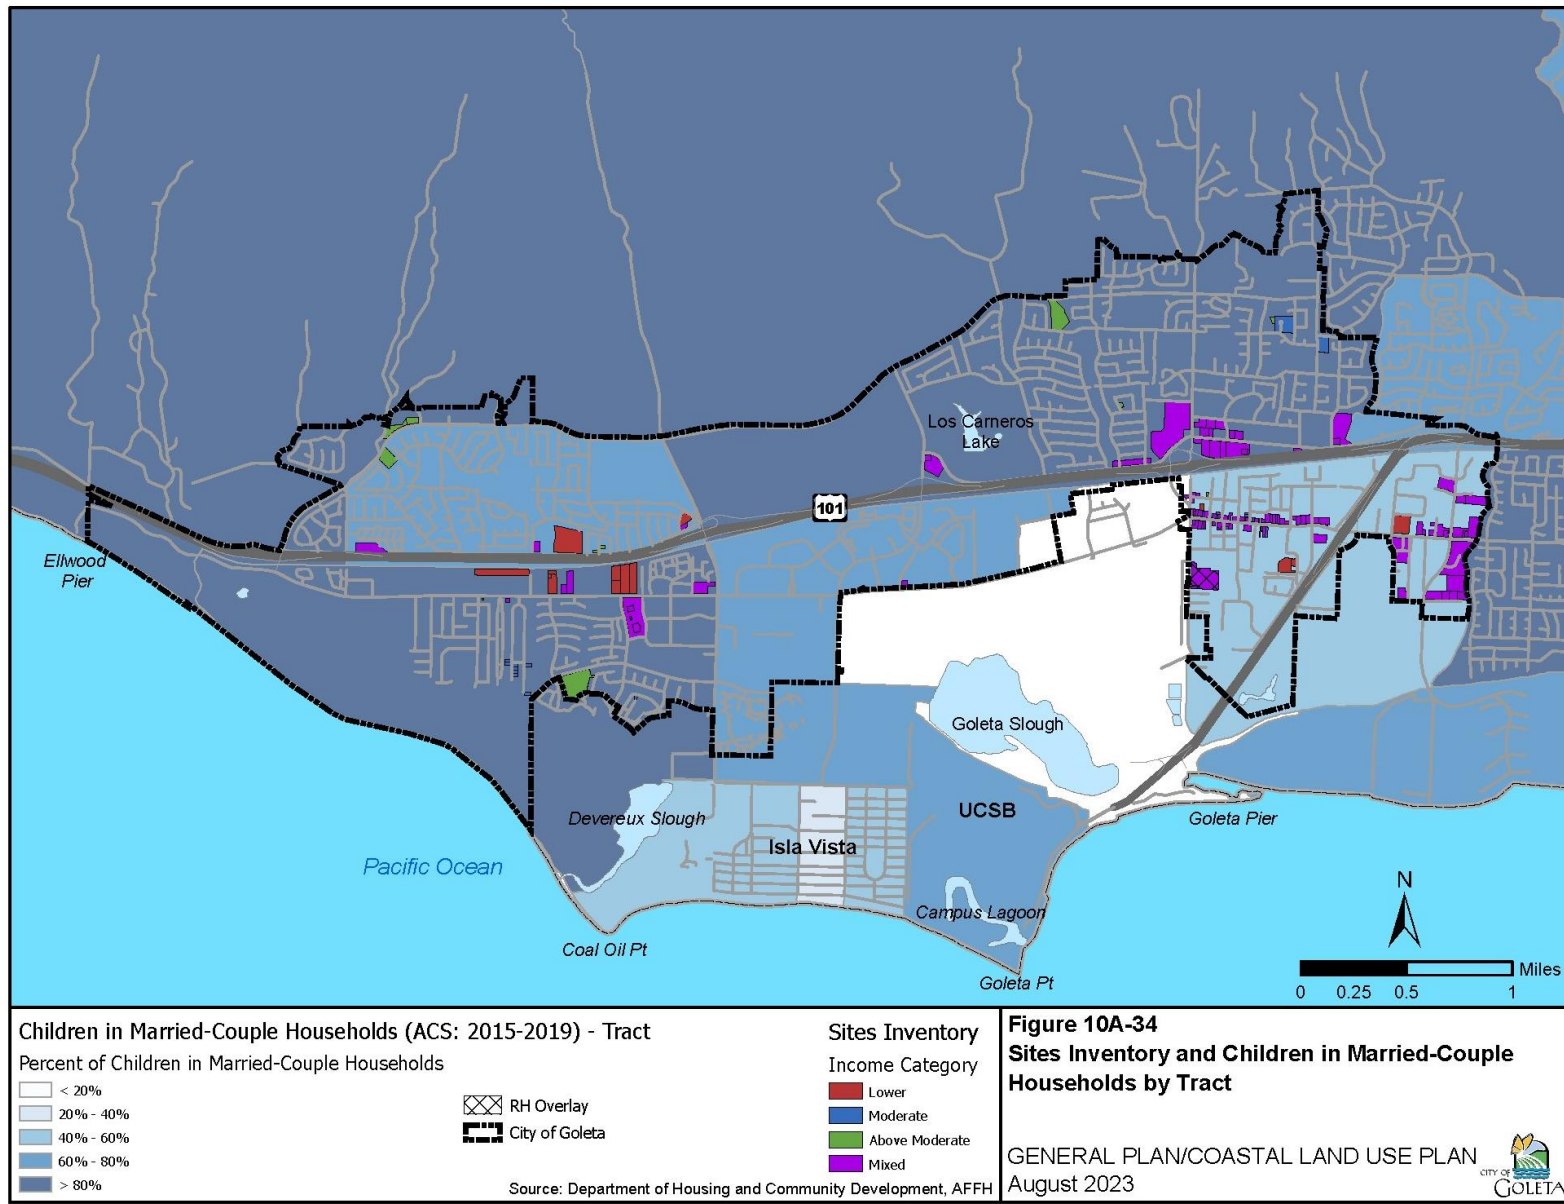 Los Carneros
Lake
101
Ellwood
Pier
Goleta Slough
UCSB
Devereux Slough
Goleta Pier
Isla Vista
Pacific Ocean
N
Campus Lagoon
Coal Oil Pt
Goleta Pt
Miles
0 0.25 0.5 1
Children in Married-Couple Households (ACS: 2015-2019) - Tract
Percent of Children in Married-Couple Households
< 20%
20% - 40%
40% - 60%
60% - 80%
> 80%
RH Overlay
City of Goleta
Sites Inventory
Income Category
Lower
Moderate
Above Moderate
Mixed
Source: Department of Housing and Community Development, AFFH
Figure 10A-34
Sites Inventory and Children in Married-Couple
Households by Tract
GENERAL PLAN/COASTAL LAND USE PLAN
August 2023
CITY OF
GOLETA